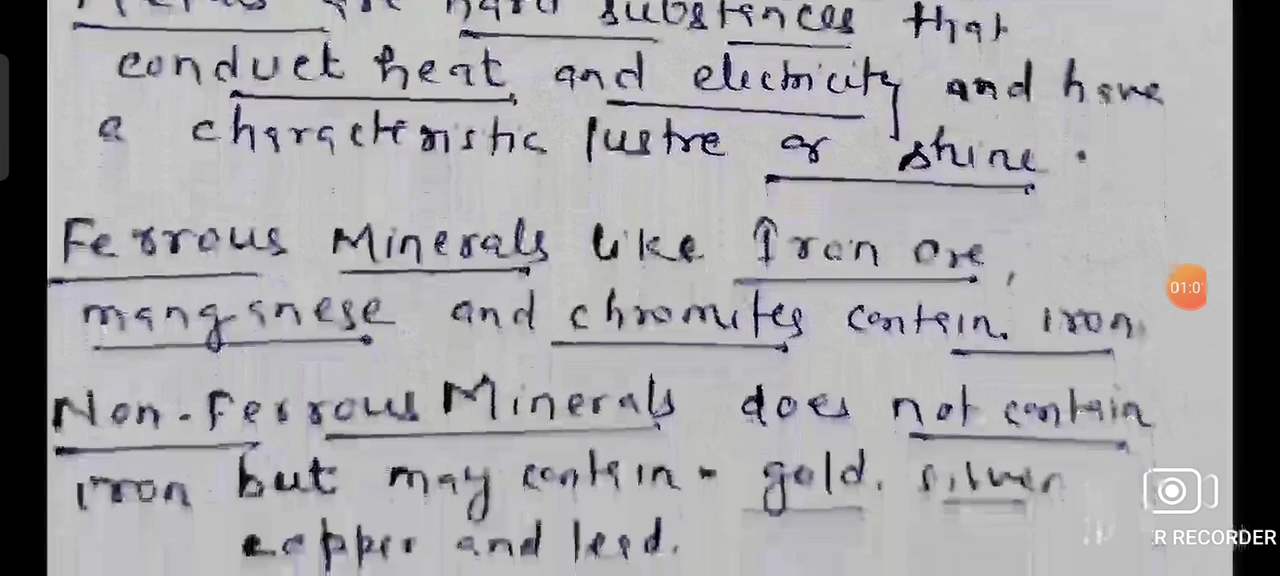 substances that
conduct heat and electricity and have
a characteristic lustre or shine.
Ferrous Minerals like Iron ore,
manganese and chromites contain iron
Non-Ferrous Minerals does not contain
iron but may contain - gold. silver
copper and lead.
01:0
R RECORDER